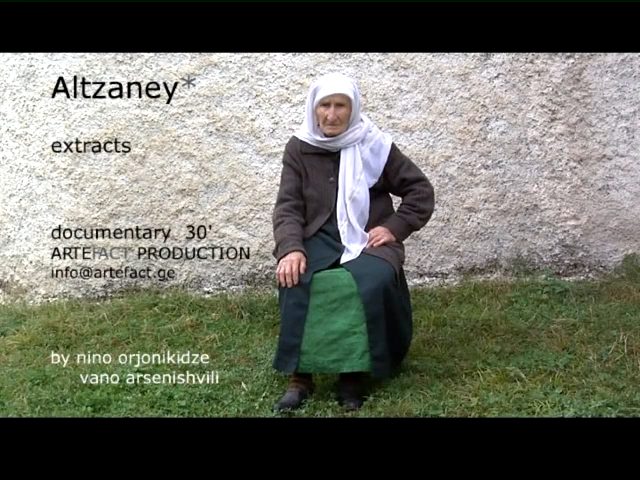 Altzaney*
extracts
documentary 30'
ARTEFACT PRODUCTION
info@artefact.ge
by nino orjonikidze
vano arsenishvili